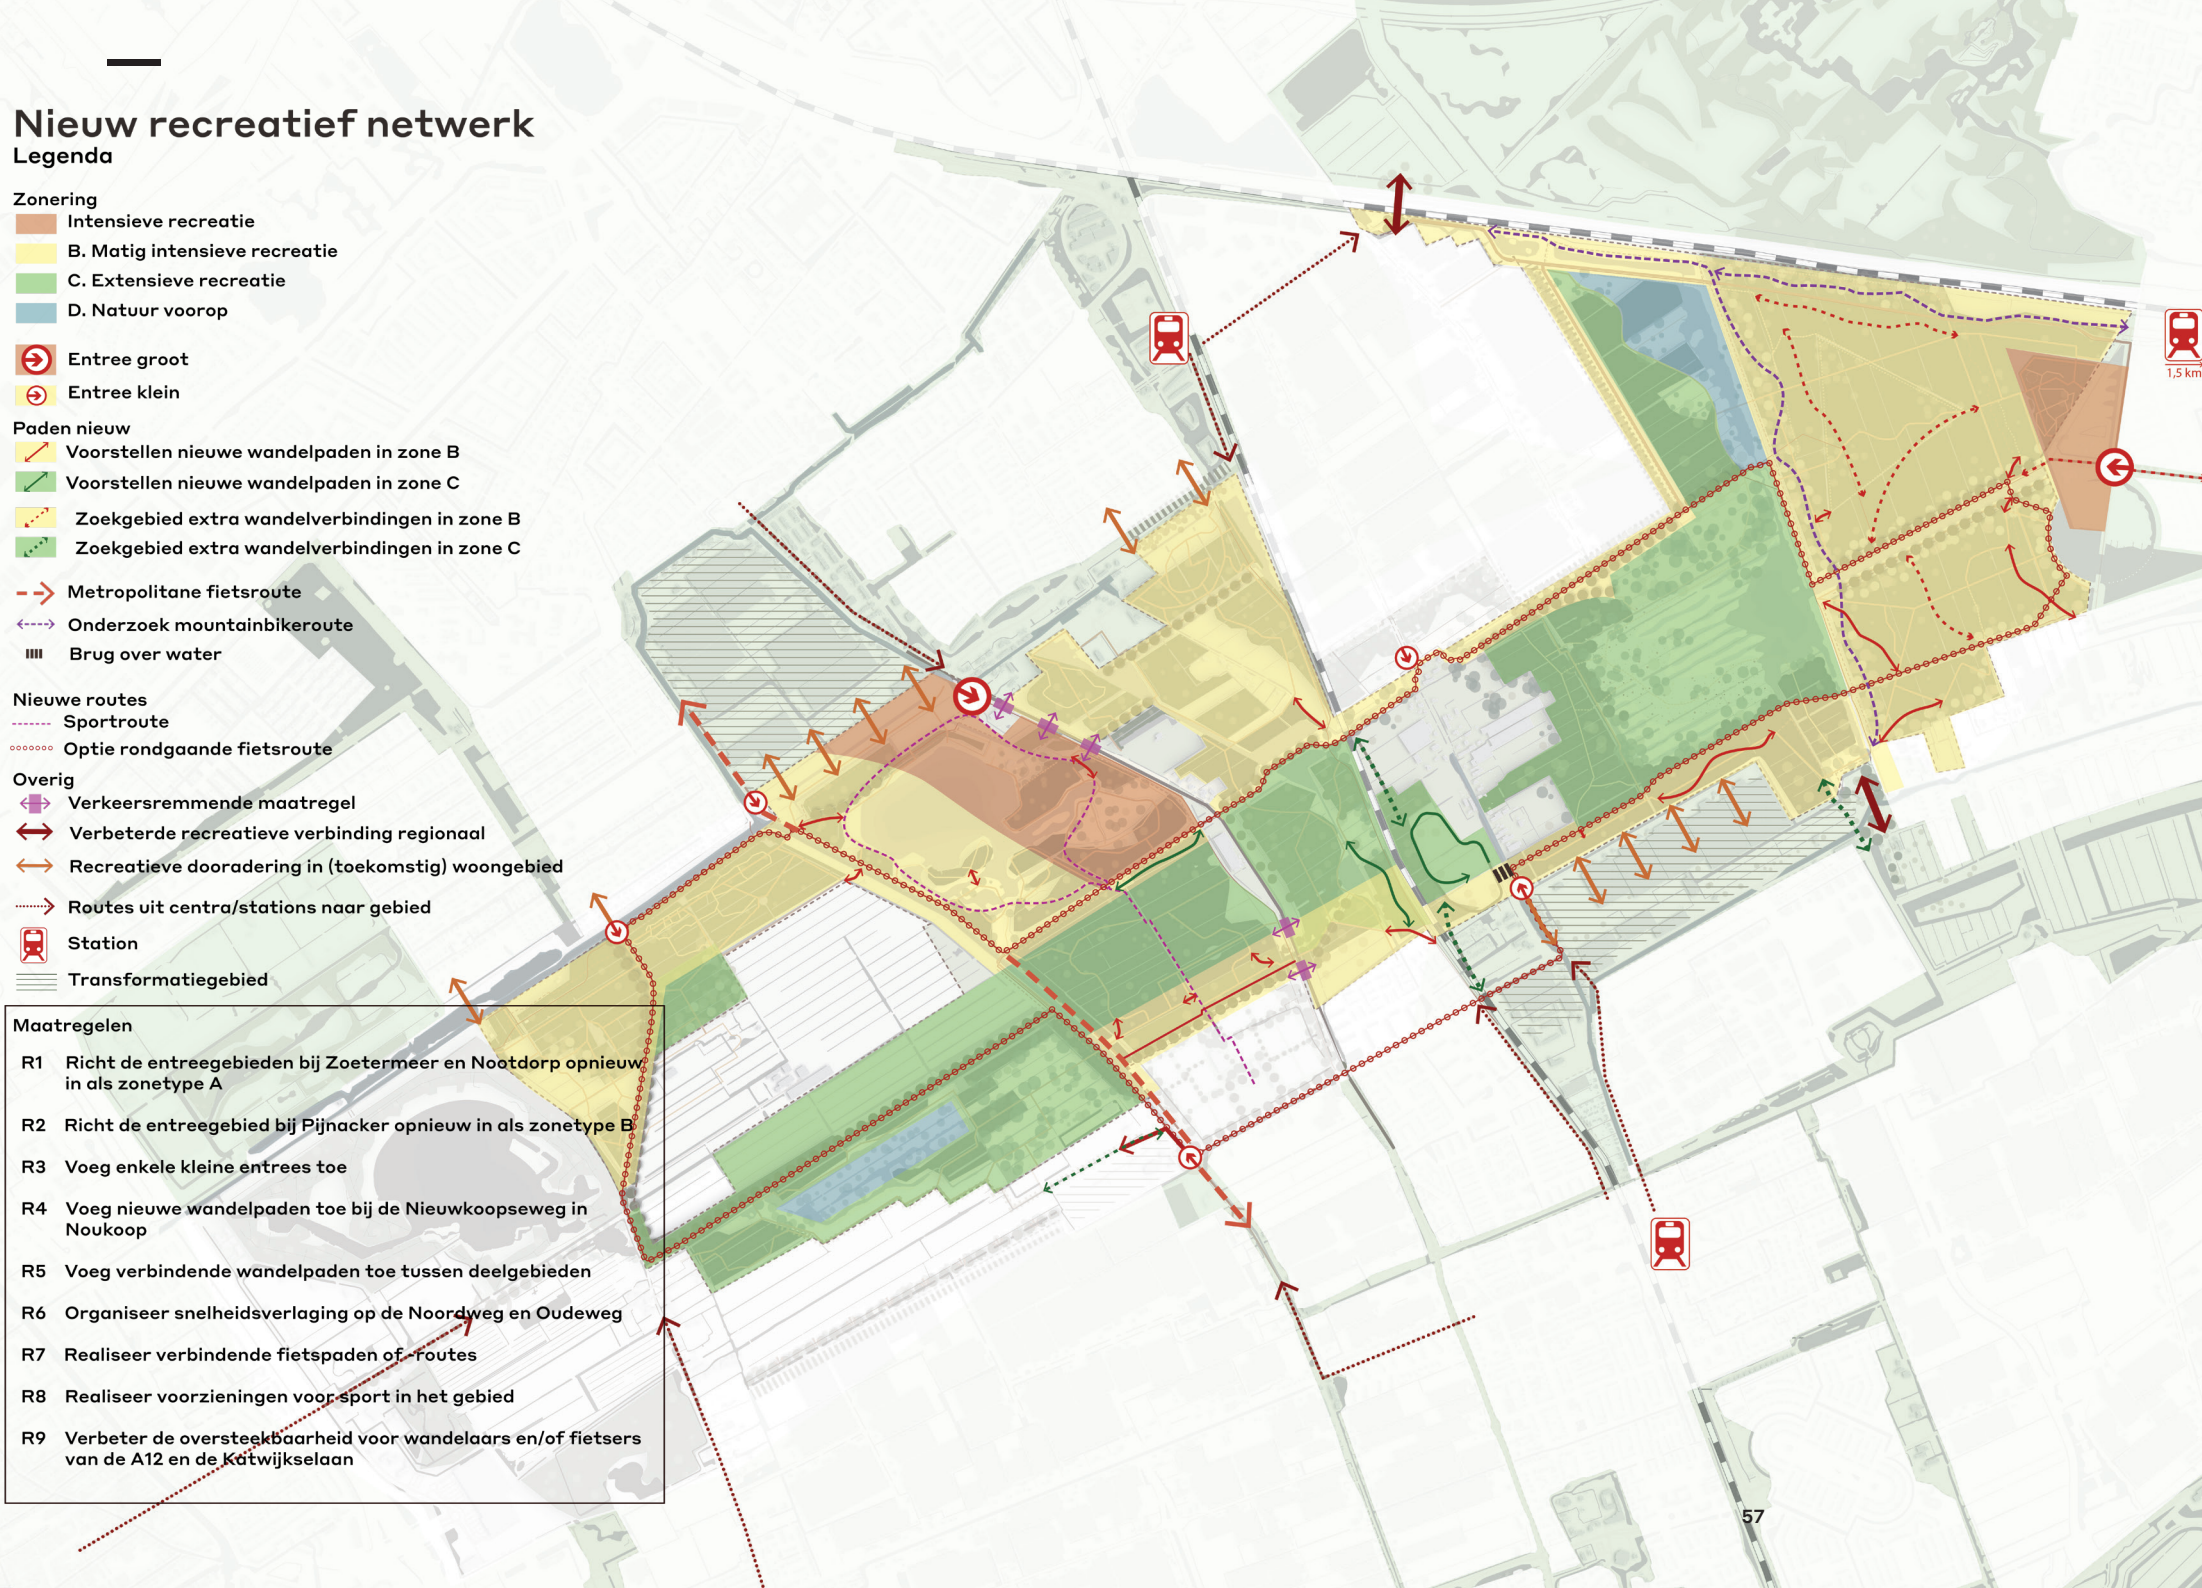 Nieuw recreatief netwerk
Legenda
Zonering
Intensieve recreatie
B. Matig intensieve recreatie
C. Extensieve recreatie
D. Natuur voorop
Entree groot
Entree klein
Paden nieuw
Voorstellen nieuwe wandelpaden in zone B
Voorstellen nieuwe wandelpaden in zone C
Zoekgebied extra wandelverbindingen in zone B
Zoekgebied extra wandelverbindingen in zone C
Metropolitane fietsroute
Onderzoek mountainbikeroute
Brug over water
Nieuwe routes
Sportroute
Optie rondgaande fietsroute
Overig
Verkeersremmende maatregel
Verbeterde recreatieve verbinding regionaal
Recreatieve dooradering in (toekomstig) woongebied
Routes uit centra/stations naar gebied
Station
Transformatiegebied
Maatregelen
R1 Richt de entreegebieden bij Zoetermeer en Nootdorp opnieuw
in als zonetype A
R2 Richt de entreegebied bij Pijnacker opnieuw in als zonetype B
R3 Voeg enkele kleine entrees toe
R4 Voeg nieuwe wandelpaden toe bij de Nieuwkoopseweg in
Noukoop
R5 Voeg verbindende wandelpaden toe tussen deelgebieden
R6 Organiseer snelheidsverlaging op de Noordweg en Oudeweg
R7 Realiseer verbindende fietspaden of -routes
R8 Realiseer voorzieningen voor sport in het gebied
R9 Verbeter de oversteekbaarheid voor wandelaars en/of fietsers
van de A12 en de Katwijkselaan
1,5 km
57